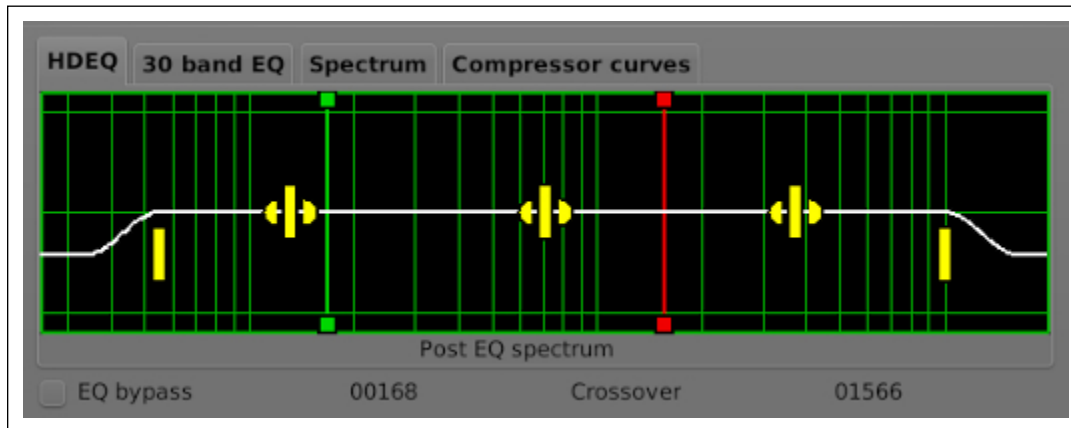 HDEQ 30 band EQ Spectrum Compressor curves
Post EQ spectrum
EQ bypass 00168 Crossover 01566